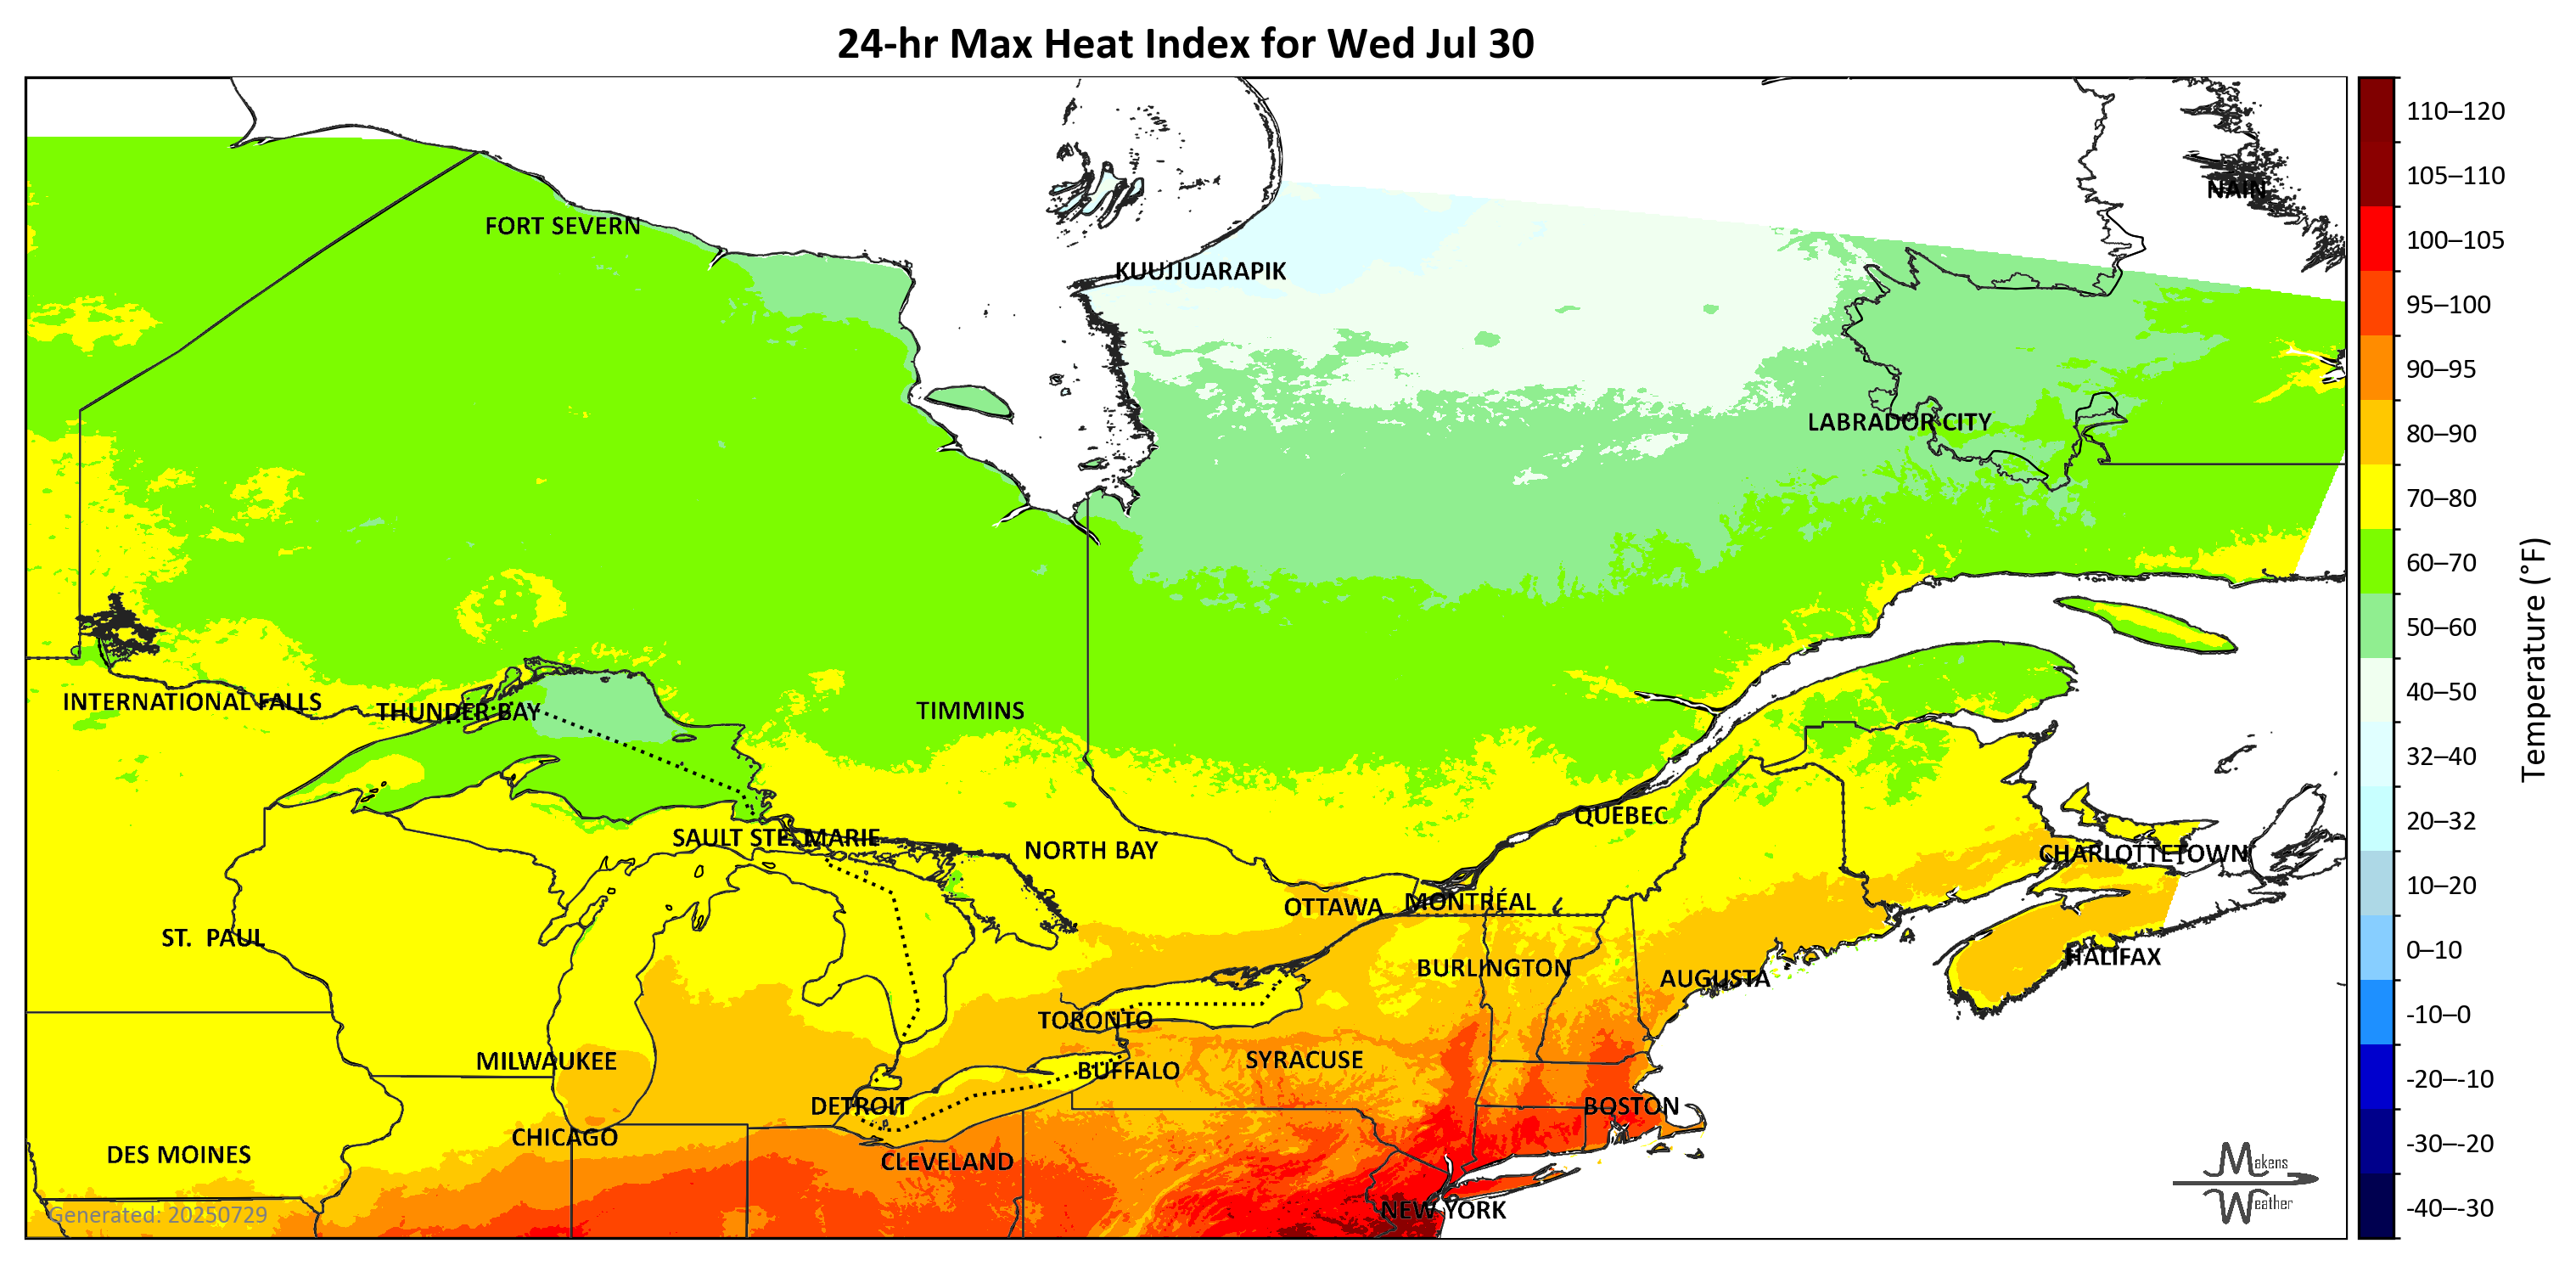 24-hr Max Heat Index for Wed Jul 30
110–120
105–110
NAIN
FORT SEVERN
100–105
KUUJJUARAPIK
95–100
90–95
LABRADOR CITY
80–90
70–80
60–70
50–60
Temperature (°F)
40–50
INTERNATIONAL FALLS
THUNDER BAY
TIMMINS
32–40
QUÉBEC
20–32
SAULT STE. MARIE
NORTH BAY
CHARLOTTETOWN
10–20
OTTAWA
MONTRÉAL
ST. PAUL
0–10
HALIFAX
BURLINGTON
AUGUSTA
-10–0
TORONTO
MILWAUKEE
SYRACUSE
BUFFALO
-20–-10
DETROIT
BOSTON
CHICAGO
-30–-20
DES MOINES
CLEVELAND
Makens
Weather
NEW YORK
-40–-30
Generated: 20250729